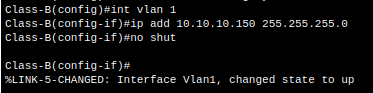 Class-B(config)#int vlan 1
Class-B(config-if)#ip add 10.10.10.150 255.255.255.0
Class-B(config-if)#no shut
Class-B(config-if)#
%LINK-5-CHANGED: Interface Vlan1, changed state to up